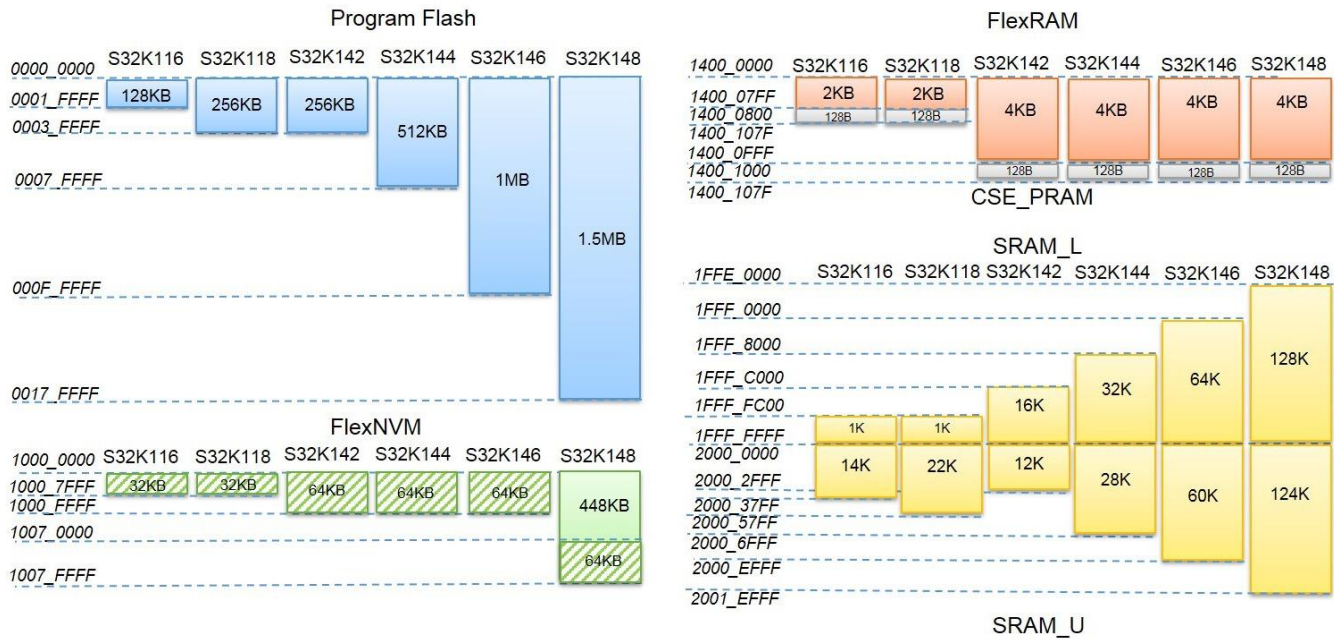 Program Flash
S32K116 S32K118 S32K142 S32K144 S32K146 S32K148
0000_0000
0001_FFFF
0003_FFFF
0007_FFFF
000F_FFFF
0017_FFFF
128KB 256KB 256KB 512KB 1MB 1.5MB
FlexNVM
S32K116 S32K118 S32K142 S32K144 S32K146 S32K148
1000_0000
1000_7FFF
1000_FFFF
1007_0000
1007_FFFF
32KB 32KB 64KB 64KB 64KB 448KB
64KB
FlexRAM
S32K116 S32K118 S32K142 S32K144 S32K146 S32K148
1400_0000
1400_07FF
1400_0800
1400_107F
1400_0FFF
1400_1000
1400_107F
2KB 2KB 4KB 4KB 4KB 4KB
128B 128B
128B 128B 128B 128B
CSE_PRAM
SRAM_L
S32K116 S32K118 S32K142 S32K144 S32K146 S32K148
1FFE_0000
1FFF_0000
1FFF_8000
1FFF_C000
1FFF_FC00
1FFF_FFFF
2000_0000
2000_2FFF
2000_37FF
2000_57FF
2000_6FFF
2000_EFFF
2001_EFFF
1K 1K 16K 32K 64K 128K
14K 22K 12K 28K 60K 124K
SRAM_U